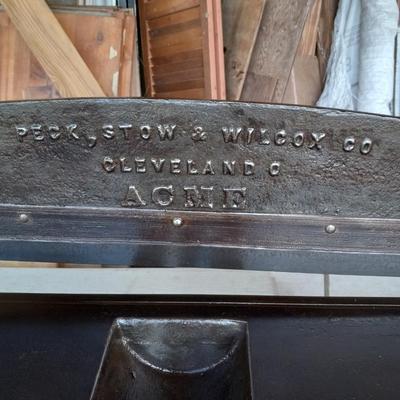 PECK, STOW & WILCOX CO
CLEVELAND O
ACME